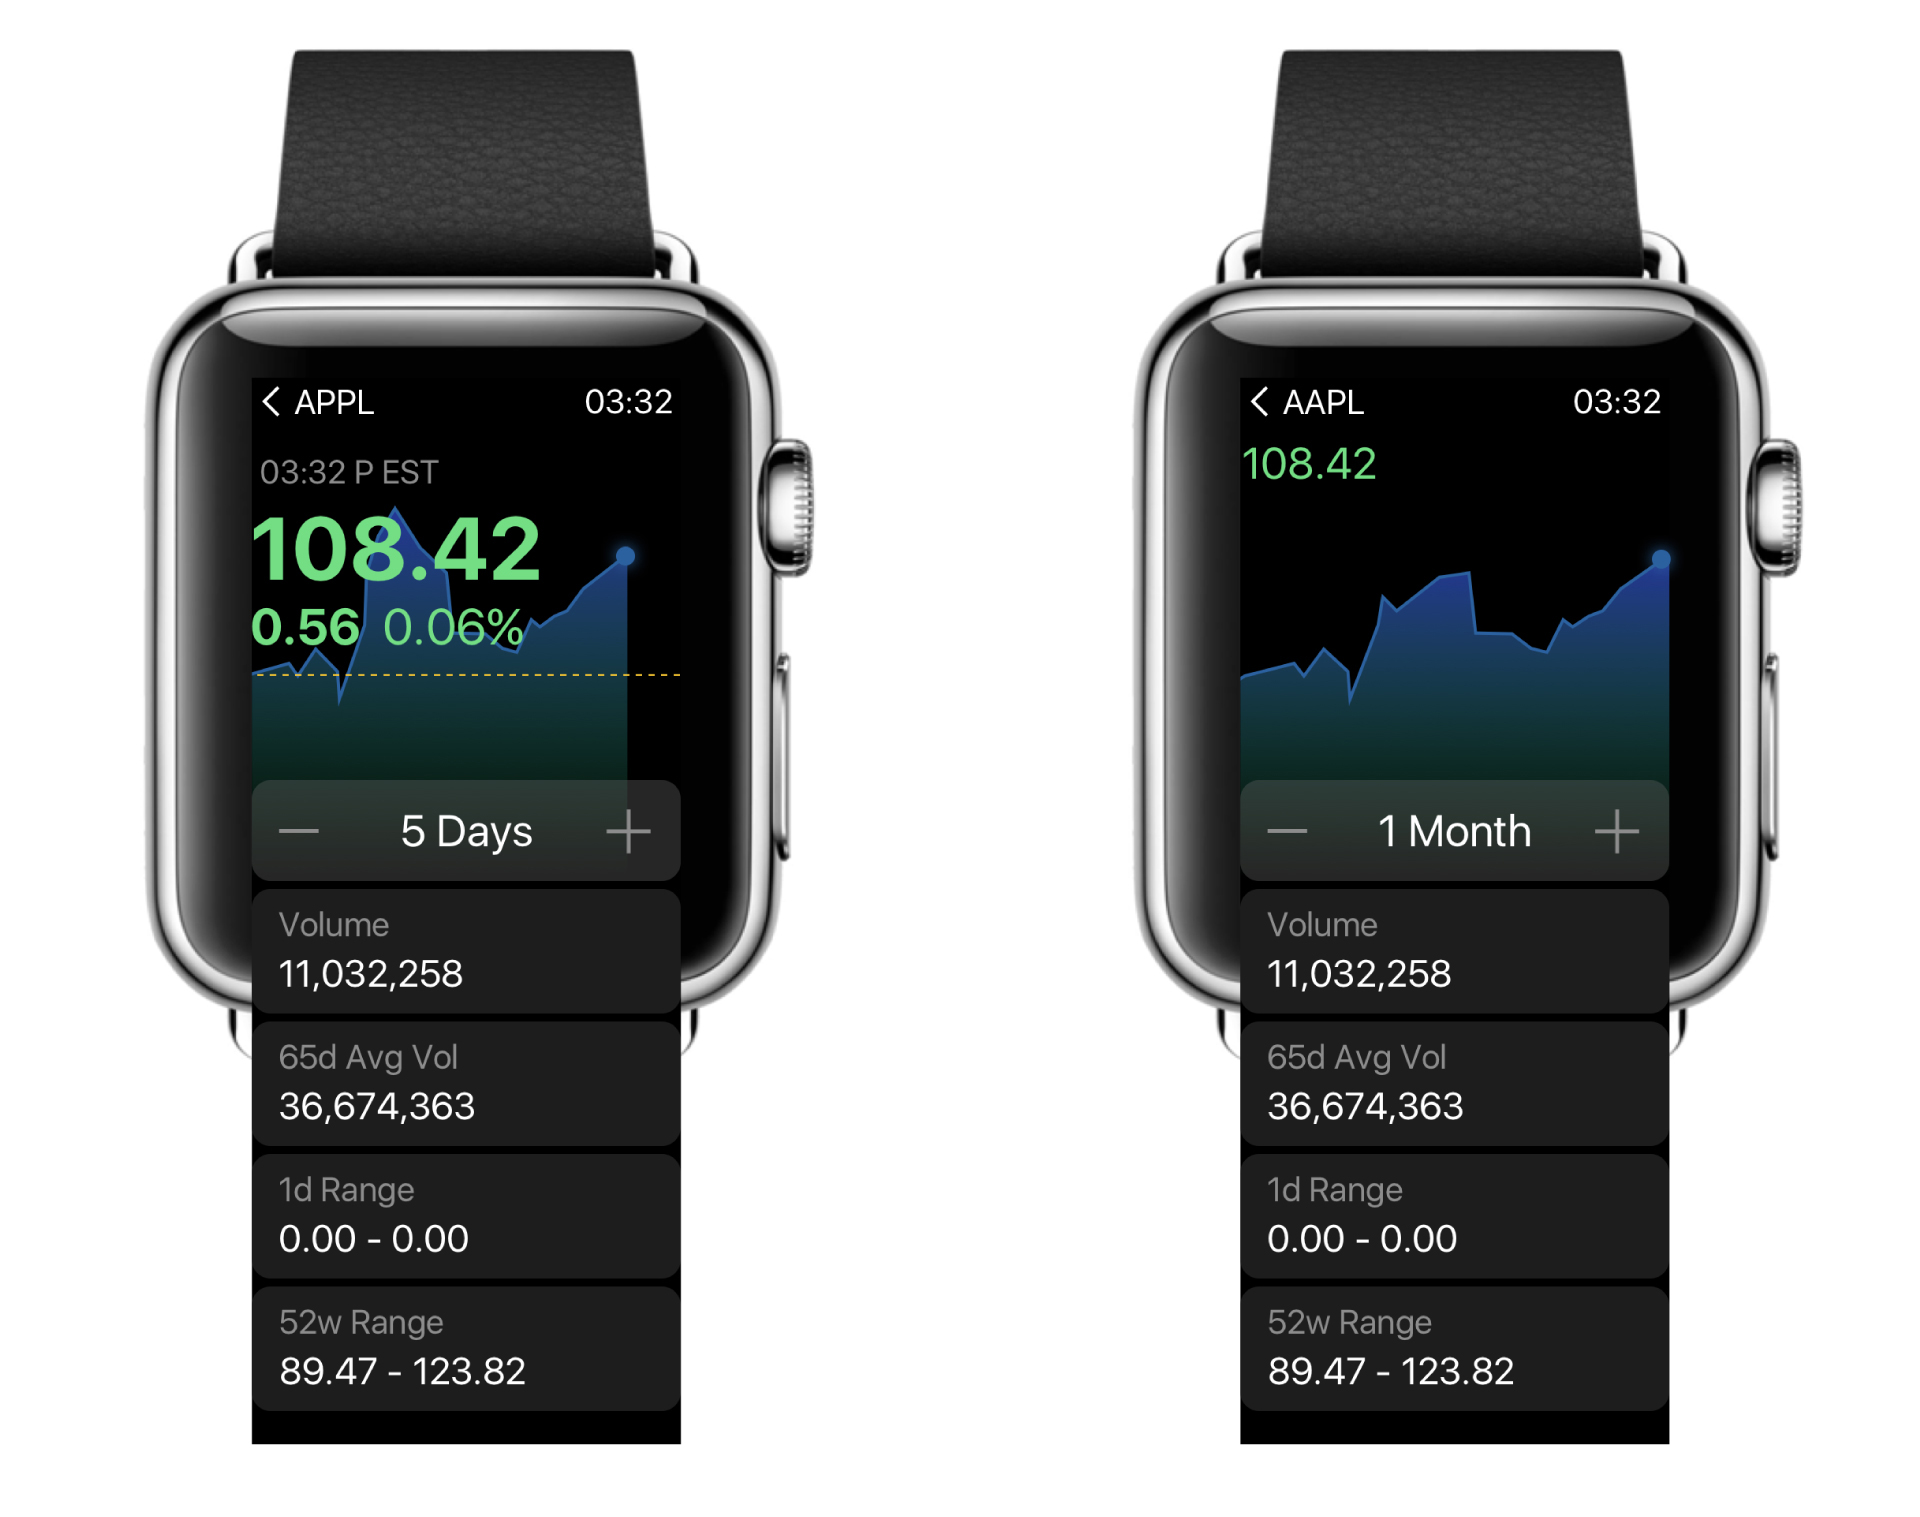 APPL 03:32
03:32 P EST
108.42
0.56 0.06%
5 Days
Volume
11,032,258
65d Avg Vol
36,674,363
1d Range
0.00 - 0.00
52w Range
89.47 - 123.82
AAPL 03:32
108.42
1 Month
Volume
11,032,258
65d Avg Vol
36,674,363
1d Range
0.00 - 0.00
52w Range
89.47 - 123.82